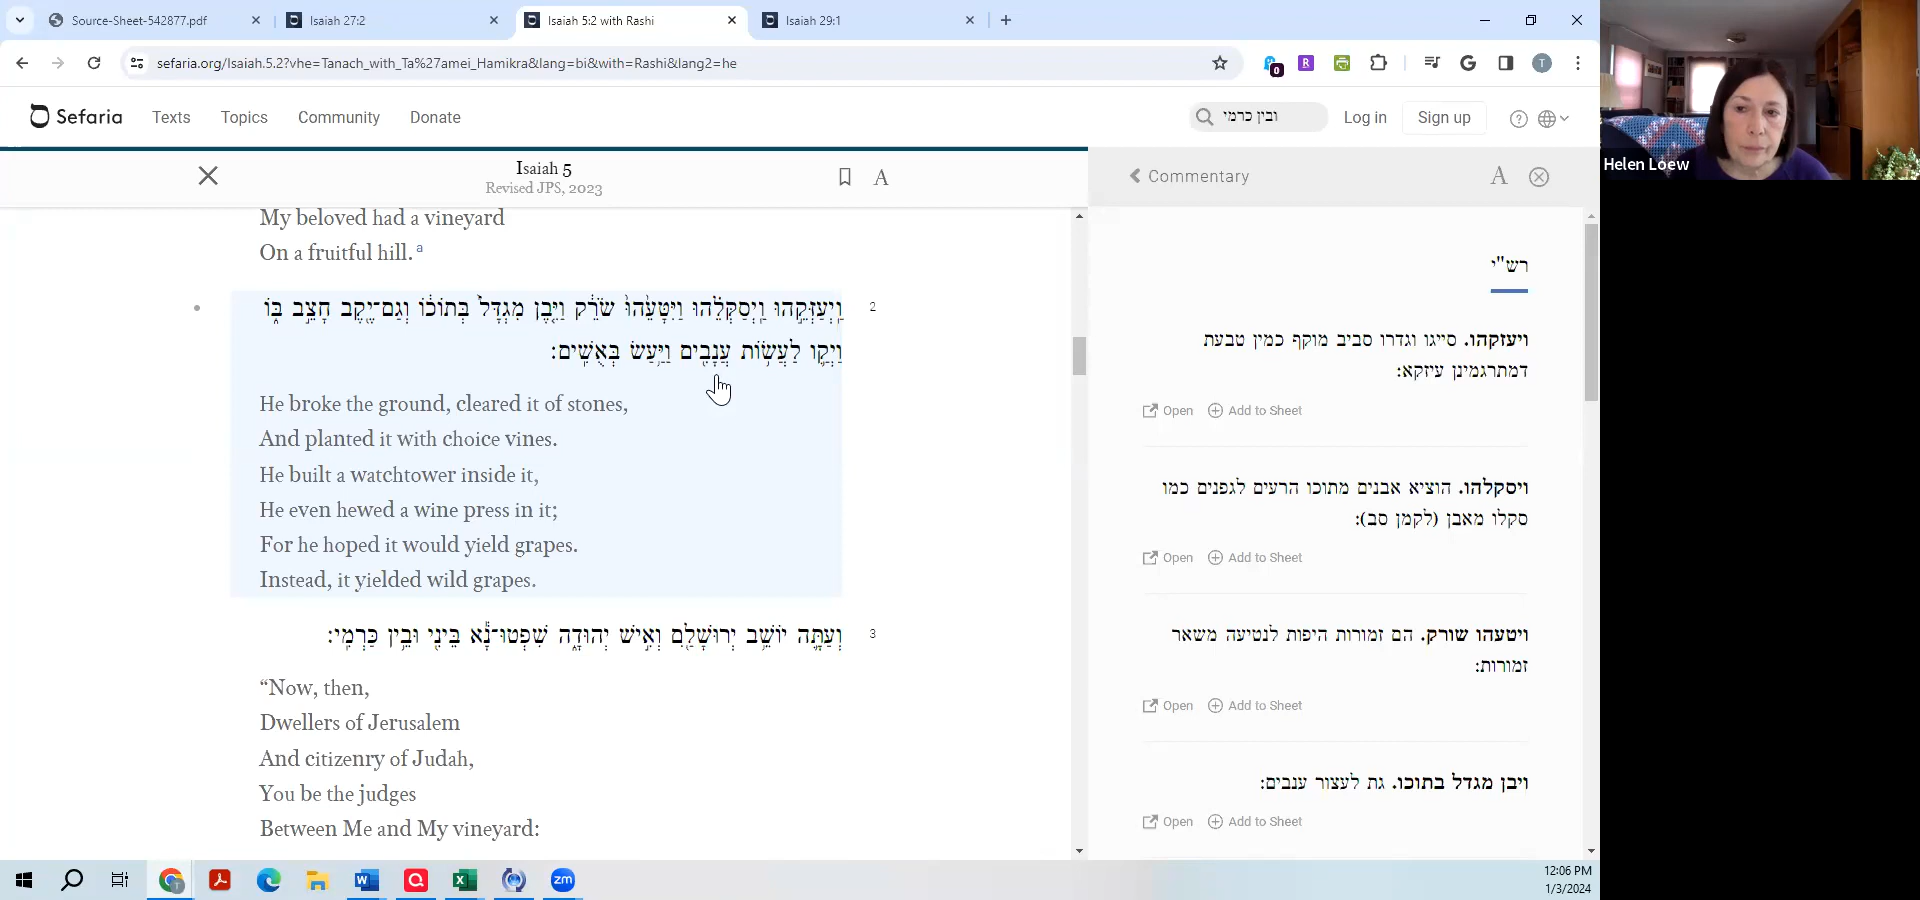 Source-Sheet-542877.pdf
Isaiah 27:2
Isaiah 5:2 with Rashi
Isaiah 29:1
sefaria.org/Isaiah.5.2?vhe=Tanach_with_Ta%27amei_Hamikra&lang=bi&with=Rashi&lang2=he
0
R
G
T
Sefaria
Texts
Topics
Community
Donate
ובין כרמי
Log in
Sign up
Isaiah 5
Revised JPS, 2023
A
My beloved had a vineyard
On a fruitful hill. a
2
וַֽיְעַזְּקֵ֣הוּ וַֽיְסַקְּלֵ֗הוּ וַיִּטָּעֵ֙הוּ֙ שֹׂרֵ֔ק וַיִּ֤בֶן מִגְדָּל֙ בְּתוֹכ֔וֹ וְגַם־יֶ֖קֶב חָצֵ֣ב בּ֑וֹ
וַיְקַ֛ו לַעֲשׂ֥וֹת עֲנָבִ֖ים וַיַּ֥עַשׂ בְּאֻשִֽׁים׃
He broke the ground, cleared it of stones,
And planted it with choice vines.
He built a watchtower inside it,
He even hewed a wine press in it;
For he hoped it would yield grapes.
Instead, it yielded wild grapes.
3
וְעַתָּ֛ה יוֹשֵׁ֥ב יְרוּשָׁלַ֖͏ִם וְאִ֣ישׁ יְהוּדָ֑ה שִׁפְטוּ־נָ֕א בֵּינִ֖י וּבֵ֥ין כַּרְמִֽי׃
“Now, then,
Dwellers of Jerusalem
And citizenry of Judah,
You be the judges
Between Me and My vineyard:
Commentary
A
רש"י
ויעזקהו. סייגו וגדרו סביב מוקף כמין טבעת
דמתרגמינן עיזקא:
Open
Add to Sheet
ויסקלהו. הוציא אבנים מתוכו הרעים לגפנים כמו
סקלו מאבן (לקמן סב):
Open
Add to Sheet
ויטעהו שורק. הם זמורות היפות לנטיעה משאר
זמורות:
Open
Add to Sheet
ויבן מגדל בתוכו. גת לעצור ענבים:
Open
Add to Sheet
Helen Loew
W
zm
12:06 PM
1/3/2024